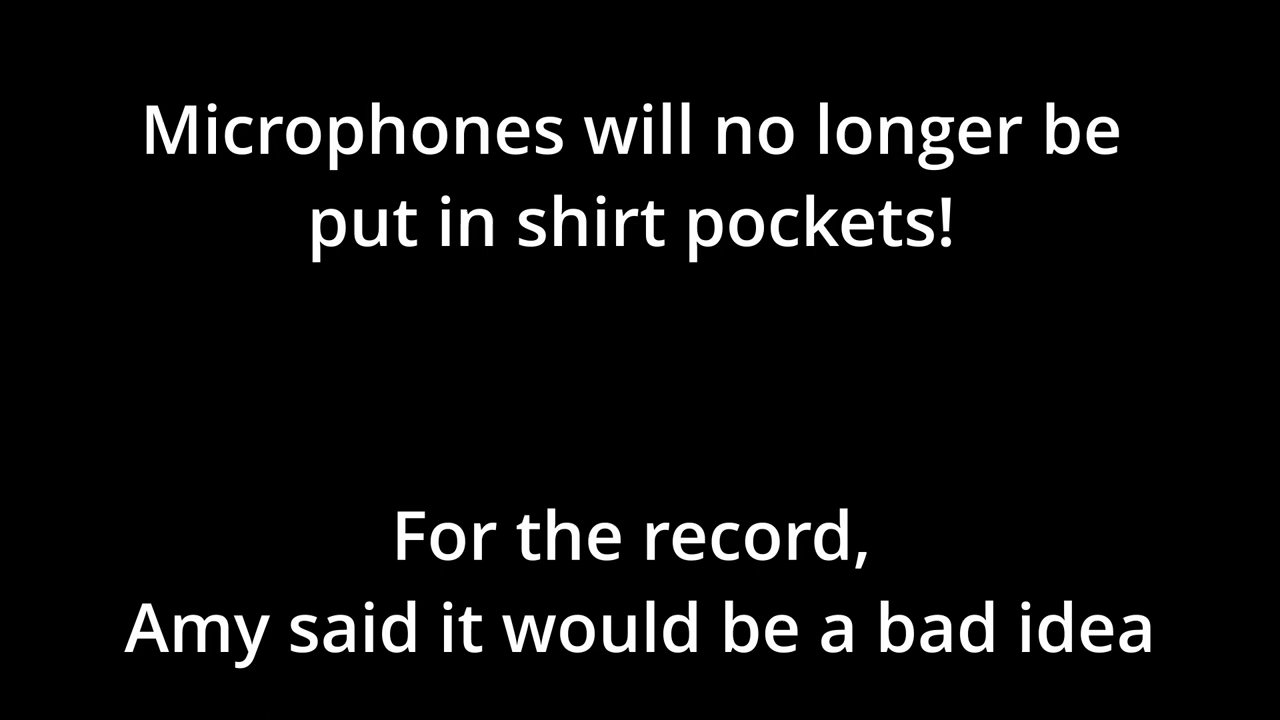 Microphones will no longer be
put in shirt pockets!
For the record,
Amy said it would be a bad idea